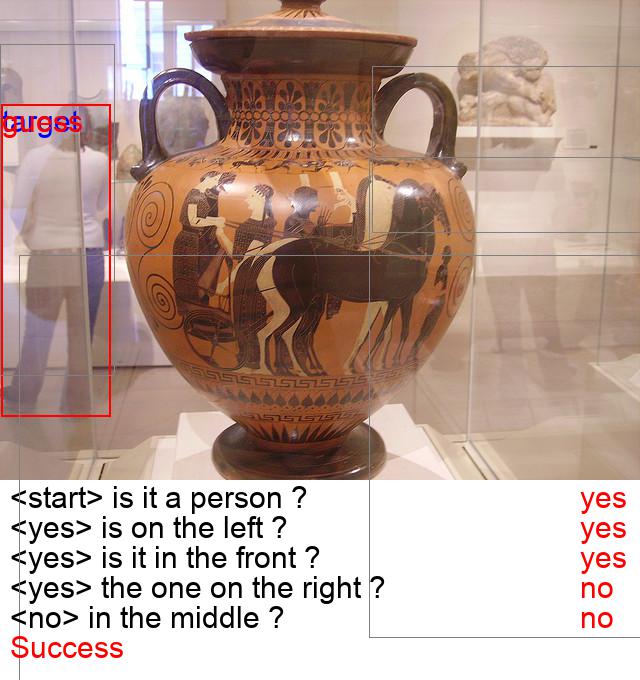 target
guess
<start> is it a person ? yes
<yes> is on the left ? yes
<yes> is it in the front ? yes
<yes> the one on the right ? no
<no> in the middle ? no
Success